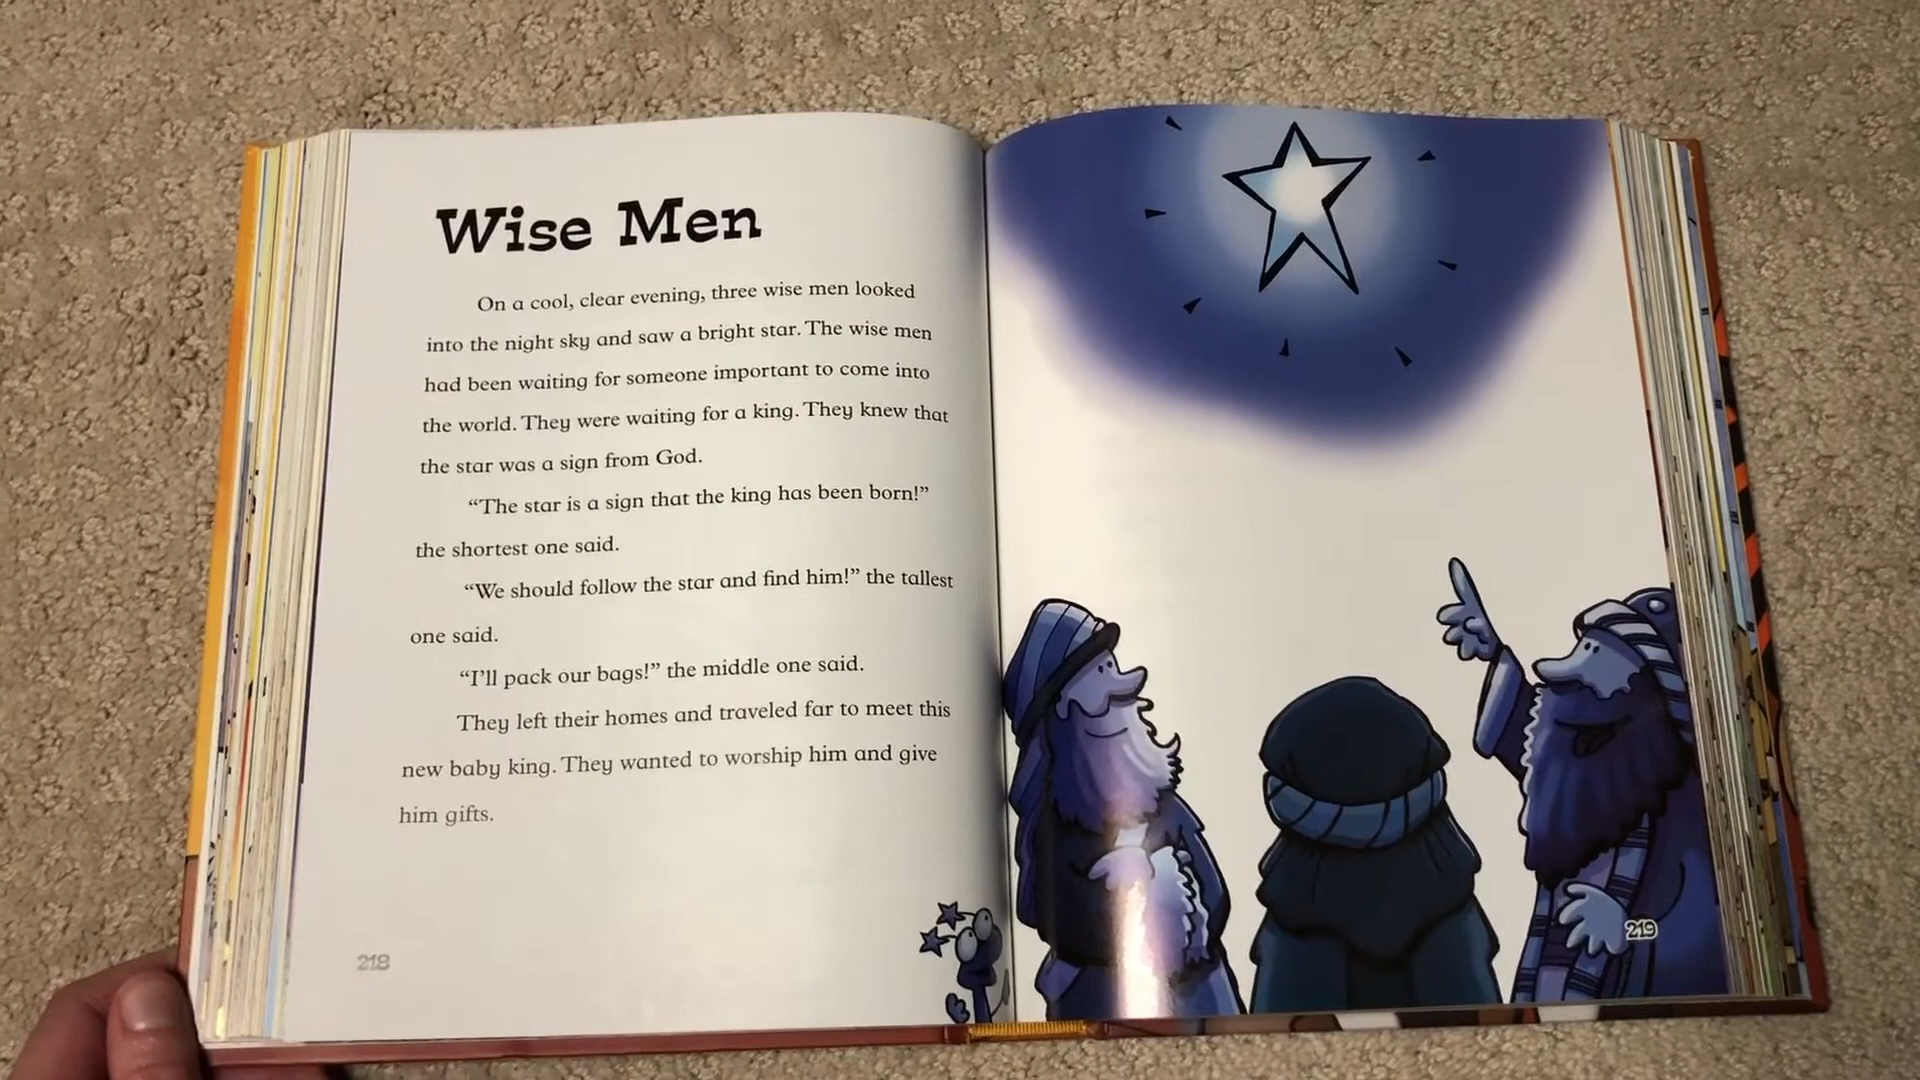 Wise Men
On a cool, clear evening, three wise men looked
into the night sky and saw a bright star. The wise men
had been waiting for someone important to come into
the world. They were waiting for a king. They knew that
the star was a sign from God.
“The star is a sign that the king has been born!”
the shortest one said.
“We should follow the star and find him!” the tallest
one said.
“I’ll pack our bags!” the middle one said.
They left their homes and traveled far to meet this
new baby king. They wanted to worship him and give
him gifts.
218
219